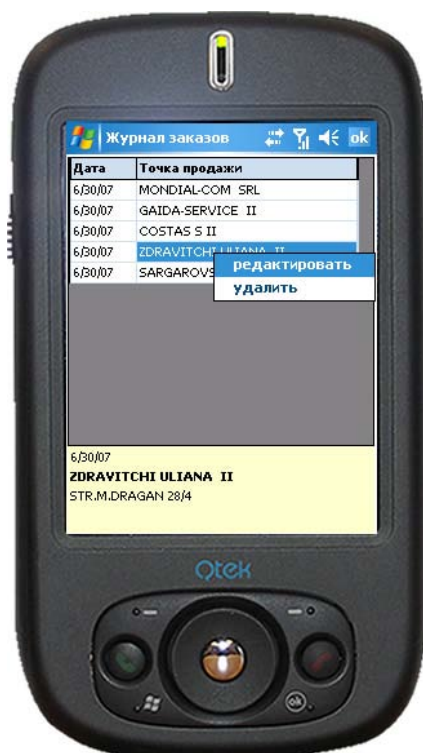 Журнал заказов ok
Дата Точка продажи
6/30/07 MONDIAL-COM SRL
6/30/07 GAIDA-SERVICE II
6/30/07 COSTAS S II
6/30/07 ZDRAVITCHI ULIANA II
6/30/07
редактировать
удалить
6/30/07
ZDRAVITCHI ULIANA II
STR.M.DRAGAN 28/4
Qtek
ok